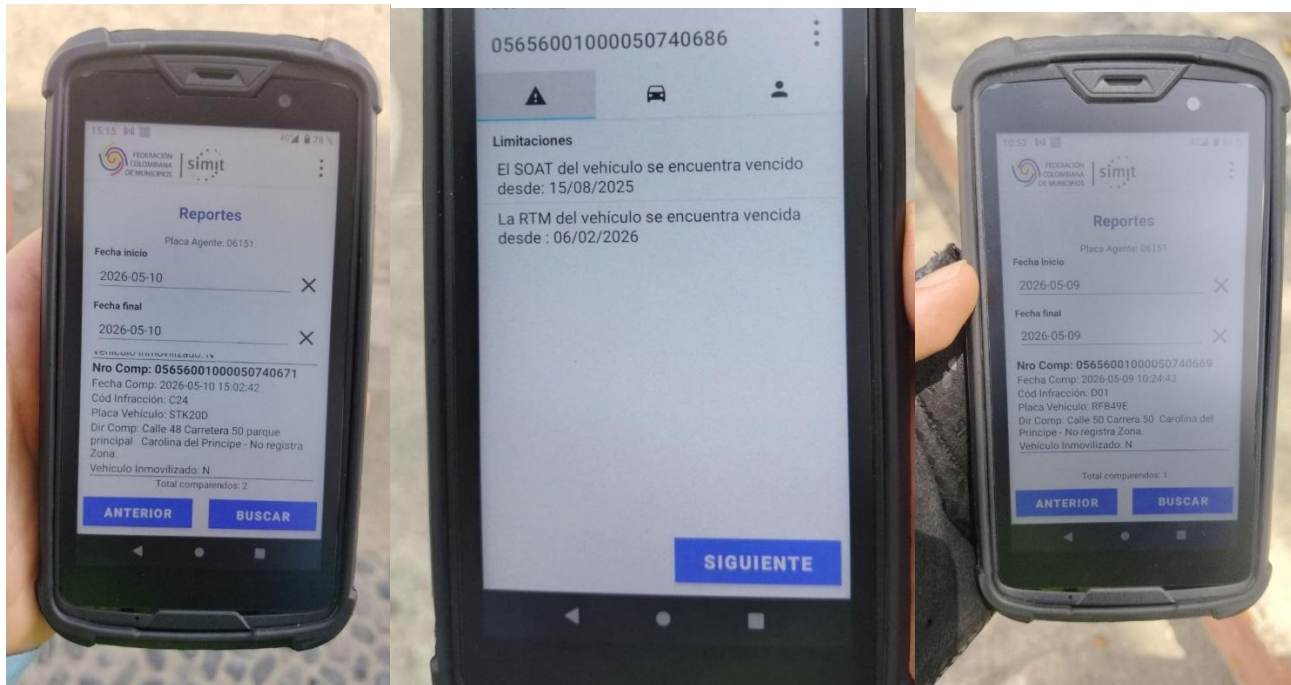 15:15
4G 78 %
FEDERACIÓN
COLOMBIANA
DE MUNICIPIOS
simit
Reportes
Placa Agente: 06151
Fecha inicio
2026-05-10
Fecha final
2026-05-10
Vehículo Inmovilizado: N
Nro Comp: 05656001000050740671
Fecha Comp: 2026-05-10 15:02:42
Cód Infracción: C24
Placa Vehículo: STK20D
Dir Comp: Calle 48 Carretera 50 parque
principal Carolina del Principe - No registra
Zona.
Vehículo Inmovilizado: N
Total comparendos: 2
ANTERIOR
BUSCAR
05656001000050740686
Limitaciones
El SOAT del vehículo se encuentra vencido
desde: 15/08/2025
La RTM del vehículo se encuentra vencida
desde : 06/02/2026
SIGUIENTE
10:52
FEDERACIÓN
COLOMBIANA
DE MUNICIPIOS
simit
Reportes
Placa Agente: 06151
Fecha inicio
2026-05-09
Fecha final
2026-05-09
Nro Comp: 05656001000050740669
Fecha Comp: 2026-05-09 10:24:43
Cód Infracción: D01
Placa Vehículo: RFB49E
Dir Comp: Calle 50 Carrera 50 Carolina del
Principe - No registra Zona.
Vehículo Inmovilizado: N
Total comparendos: 1
ANTERIOR
BUSCAR